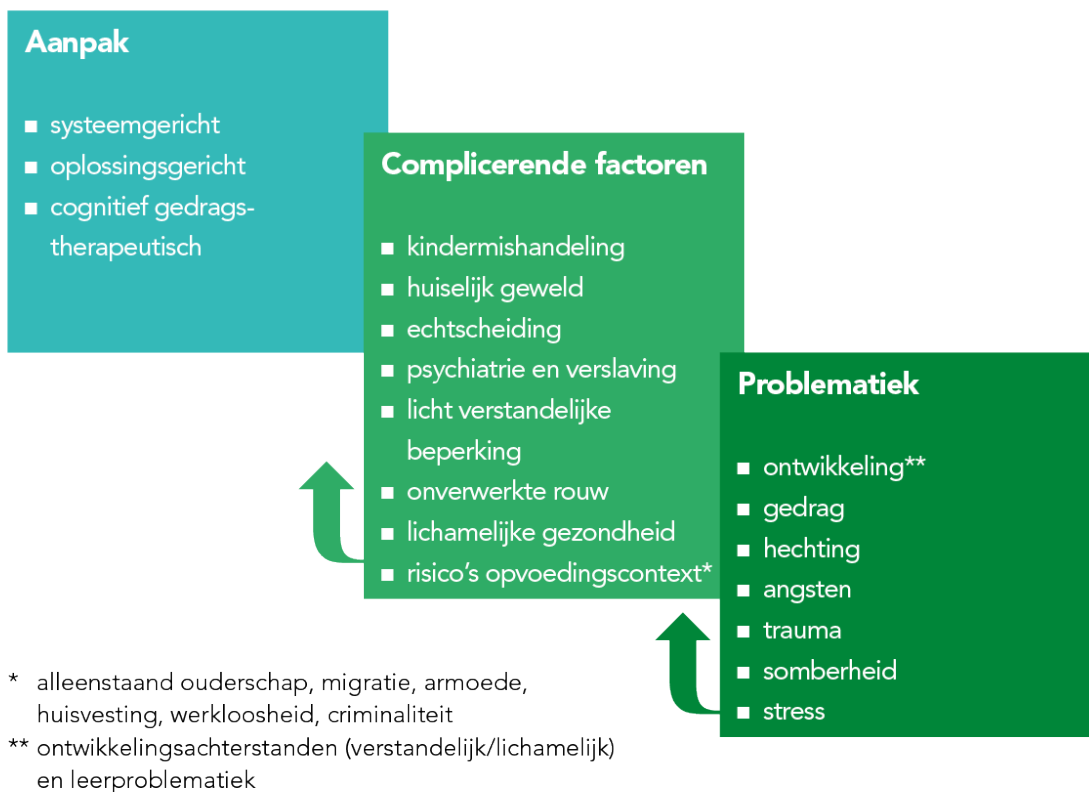 Aanpak
■ systeemgericht
■ oplossingsgericht
■ cognitief gedrags-
therapeutisch
Complicerende factoren
■ kindermishandeling
■ huiselijk geweld
■ echtscheiding
■ psychiatrie en verslaving
■ licht verstandelijke
beperking
■ onverwerkte rouw
■ lichamelijke gezondheid
■ risico’s opvoedingscontext*
Problematiek
■ ontwikkeling**
■ gedrag
■ hechting
■ angsten
■ trauma
■ somberheid
■ stress
* alleenstaand ouderschap, migratie, armoede,
huisvesting, werkloosheid, criminaliteit
** ontwikkelingsachterstanden (verstandelijk/lichamelijk)
en leerproblematiek